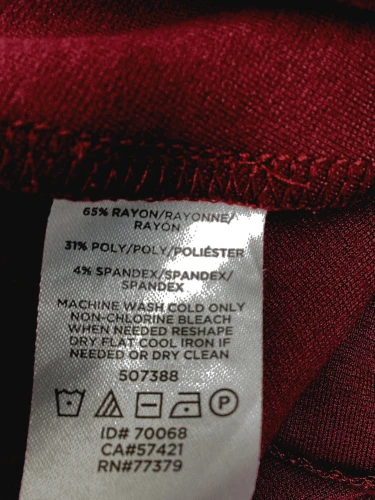 65% RAYON/RAYONNE/
RAYÓN
31% POLY/POLY/POLIÉSTER
4% SPANDEX/SPANDEX/
SPANDEX
MACHINE WASH COLD ONLY
NON-CHLORINE BLEACH
WHEN NEEDED RESHAPE
DRY FLAT COOL IRON IF
NEEDED OR DRY CLEAN
507388
P
ID# 70068
CA#57421
RN#77379